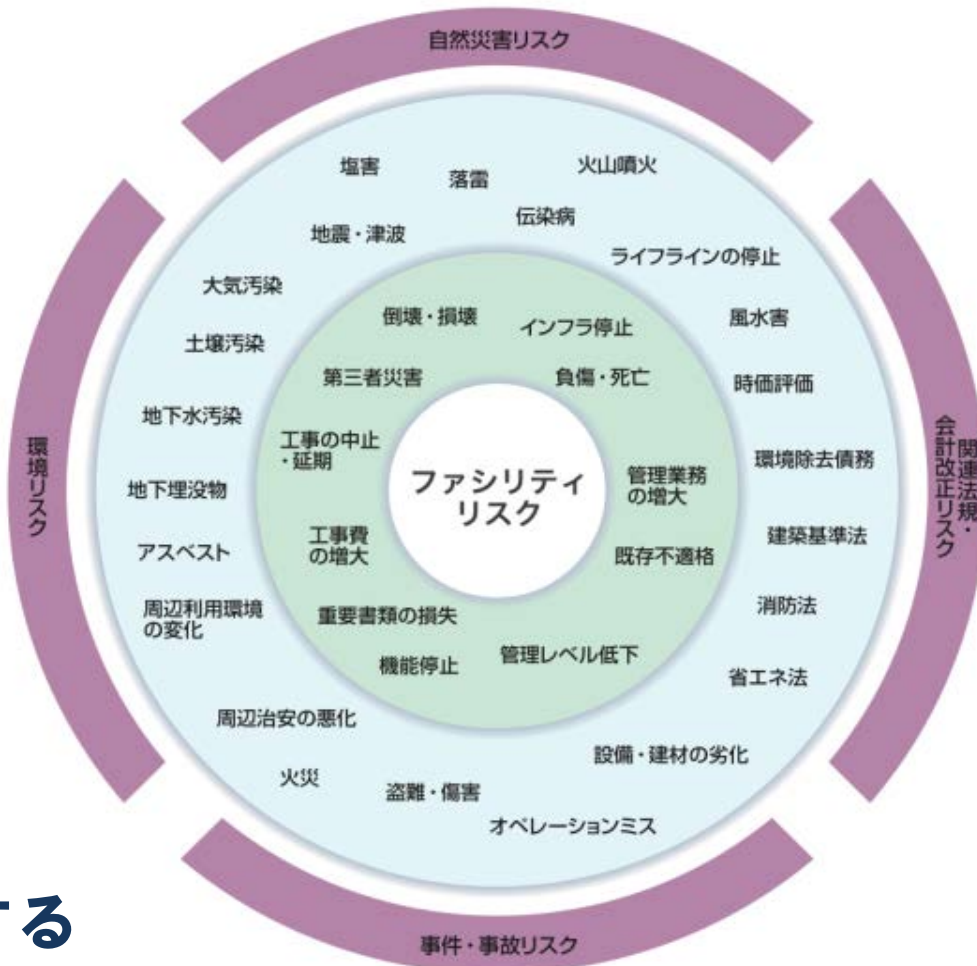 自然災害リスク
塩害
落雷
火山噴火
伝染病
地震・津波
ライフラインの停止
大気汚染
風水害
土壌汚染
時価評価
地下水汚染
環境除去債務
地下埋没物
建築基準法
アスベスト
消防法
周辺利用環境
の変化
省エネ法
周辺治安の悪化
設備・建材の劣化
火災
盗難・傷害
オペレーションミス
倒壊・損壊
インフラ停止
第三者災害
負傷・死亡
工事の中止
・延期
管理業務
の増大
工事費
の増大
既存不適格
重要書類の損失
管理レベル低下
機能停止
ファシリティ
リスク
環境リスク
関連法規・
会計改正リスク
事件・事故リスク
する